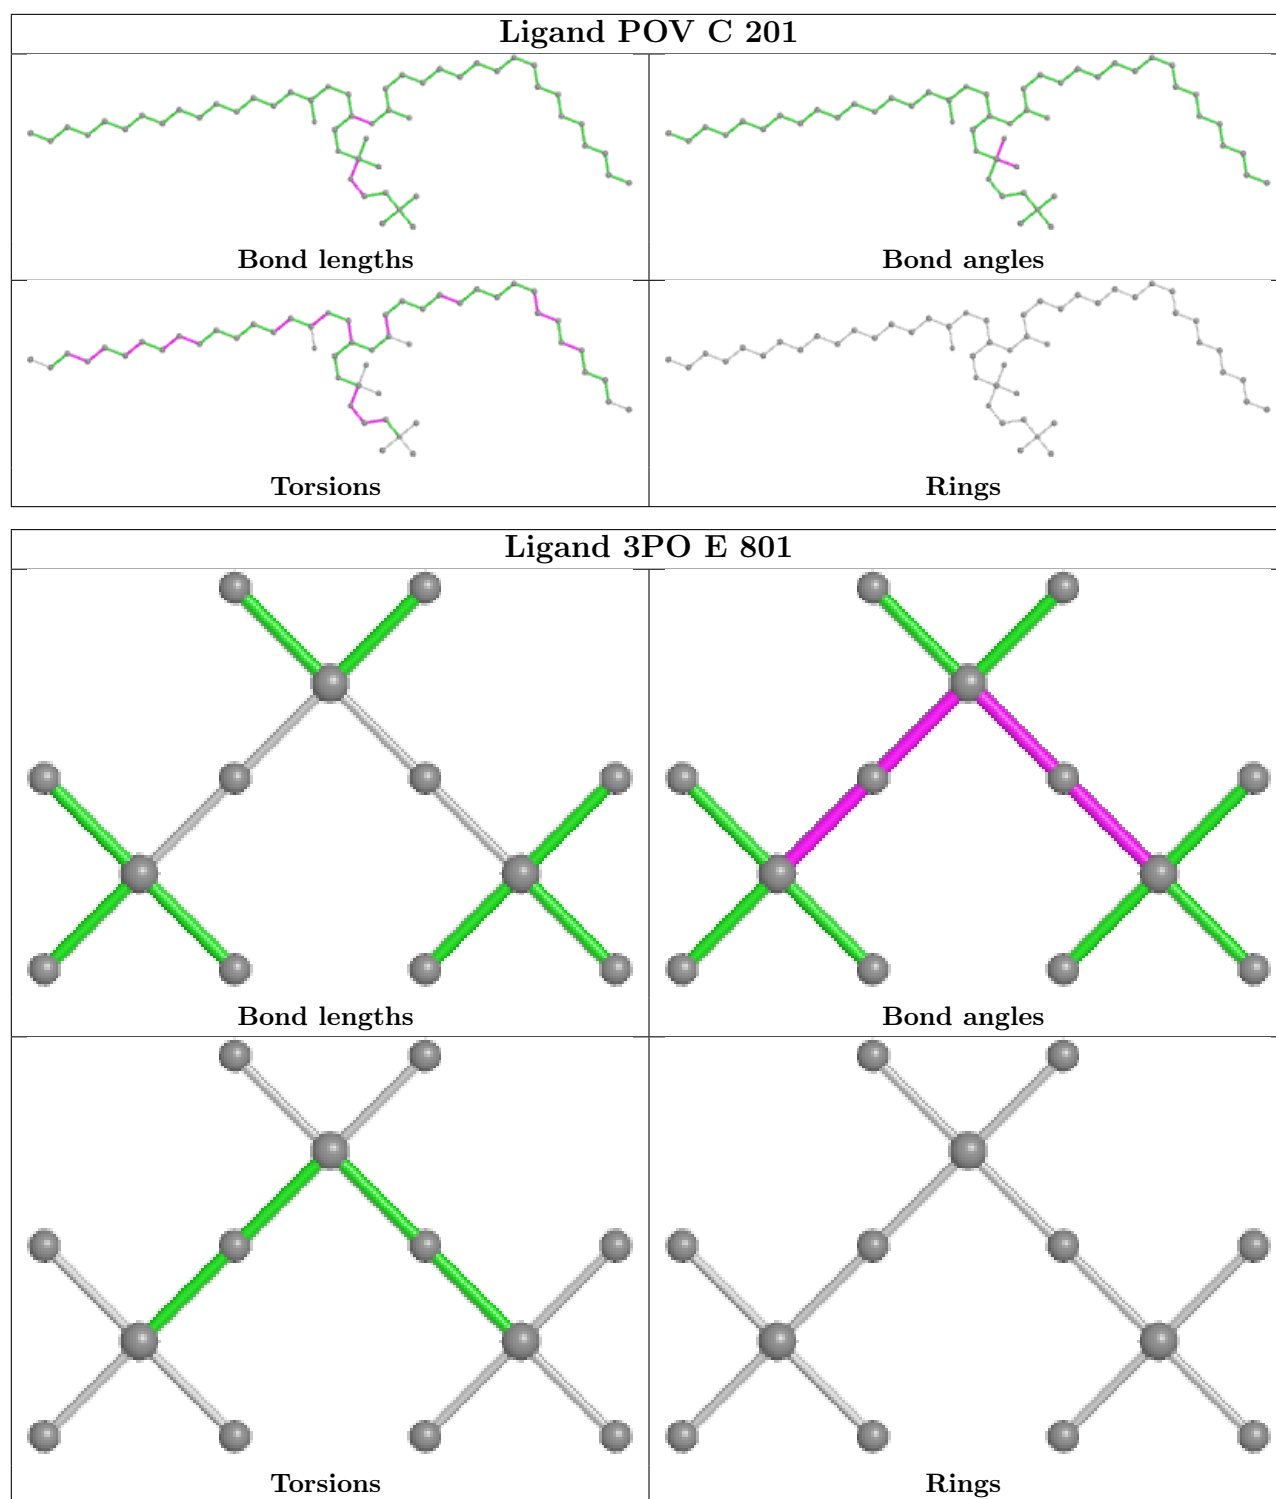 Ligand POV C 201
Bond lengths
Bond angles
Torsions
Rings
Ligand 3PO E 801
Bond lengths
Bond angles
Torsions
Rings